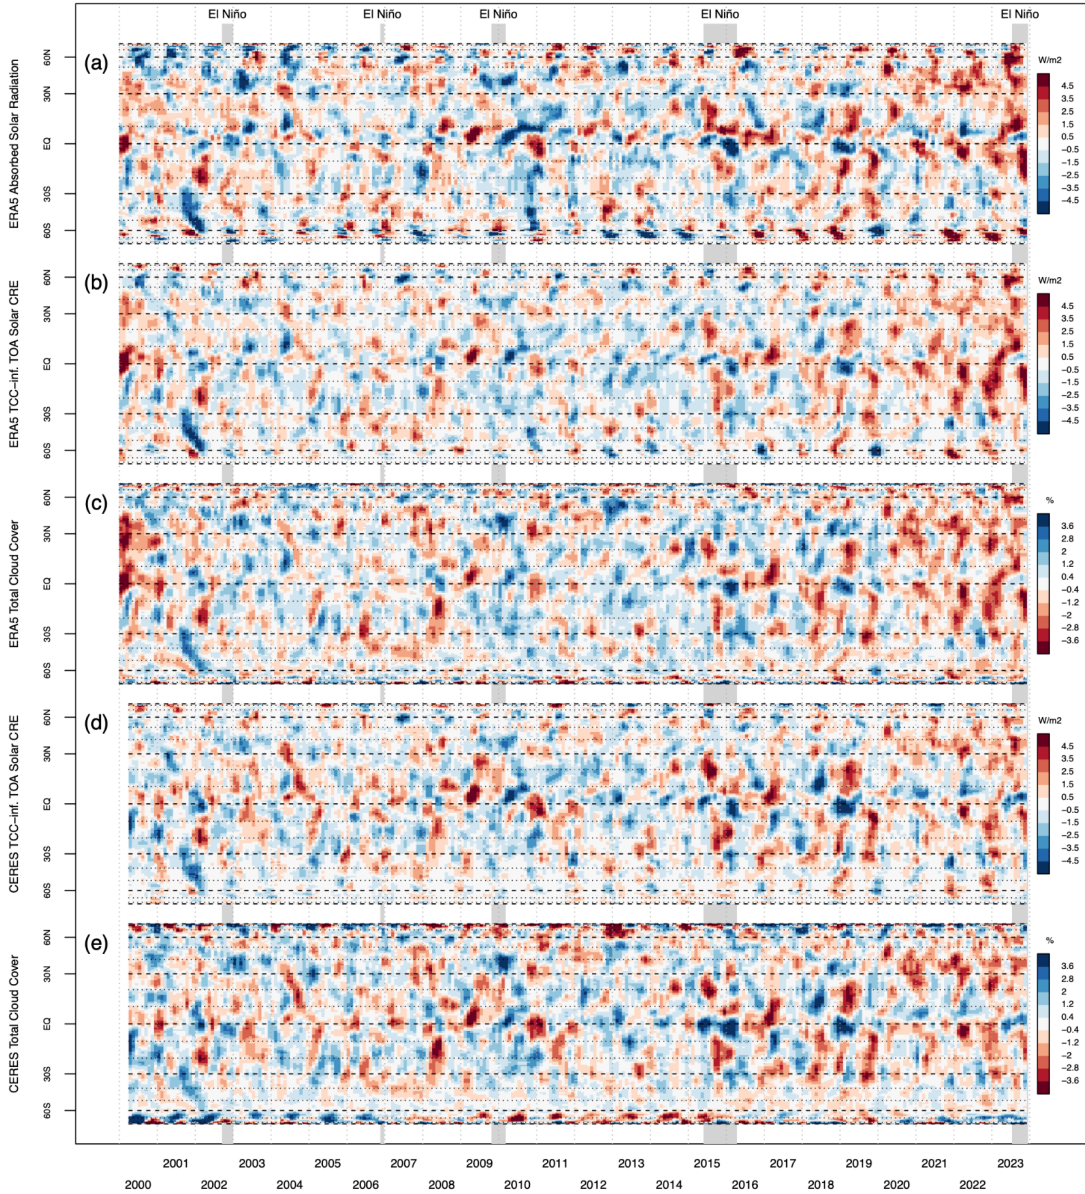 El Niño El Niño El Niño El Niño El Niño
(a)
ERA5 Absorbed Solar Radiation
60N
30N
EQ
30S
60S
W/m2
4.5
3.5
2.5
1.5
0.5
−0.5
−1.5
−2.5
−3.5
−4.5
(b)
ERA5 TCC−inf. TOA Solar CRE
60N
30N
EQ
30S
60S
W/m2
4.5
3.5
2.5
1.5
0.5
−0.5
−1.5
−2.5
−3.5
−4.5
(c)
ERA5 Total Cloud Cover
60N
30N
EQ
30S
60S
%
3.6
2.8
2
1.2
0.4
−0.4
−1.2
−2
−2.8
−3.6
(d)
CERES TCC−inf. TOA Solar CRE
60N
30N
EQ
30S
60S
W/m2
4.5
3.5
2.5
1.5
0.5
−0.5
−1.5
−2.5
−3.5
−4.5
(e)
CERES Total Cloud Cover
60N
30N
EQ
30S
60S
%
3.6
2.8
2
1.2
0.4
−0.4
−1.2
−2
−2.8
−3.6
2001 2003 2005 2007 2009 2011 2013 2015 2017 2019 2021 2023
2000 2002 2004 2006 2008 2010 2012 2014 2016 2018 2020 2022